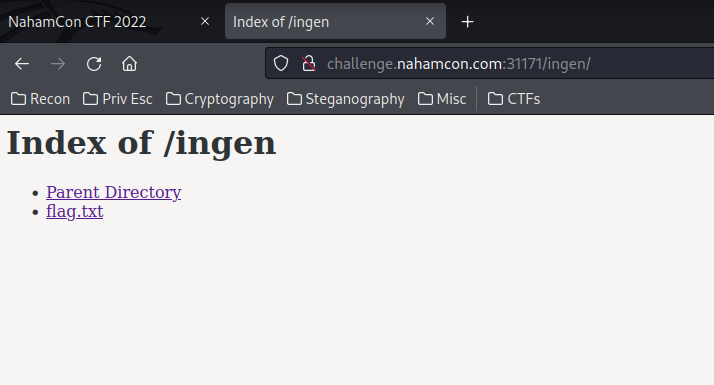 NahamCon CTF 2022
Index of /ingen
challenge.nahamcon.com:31171/ingen/
Recon Priv Esc Cryptography Steganography Misc CTFs
Index of /ingen
Parent Directory
flag.txt